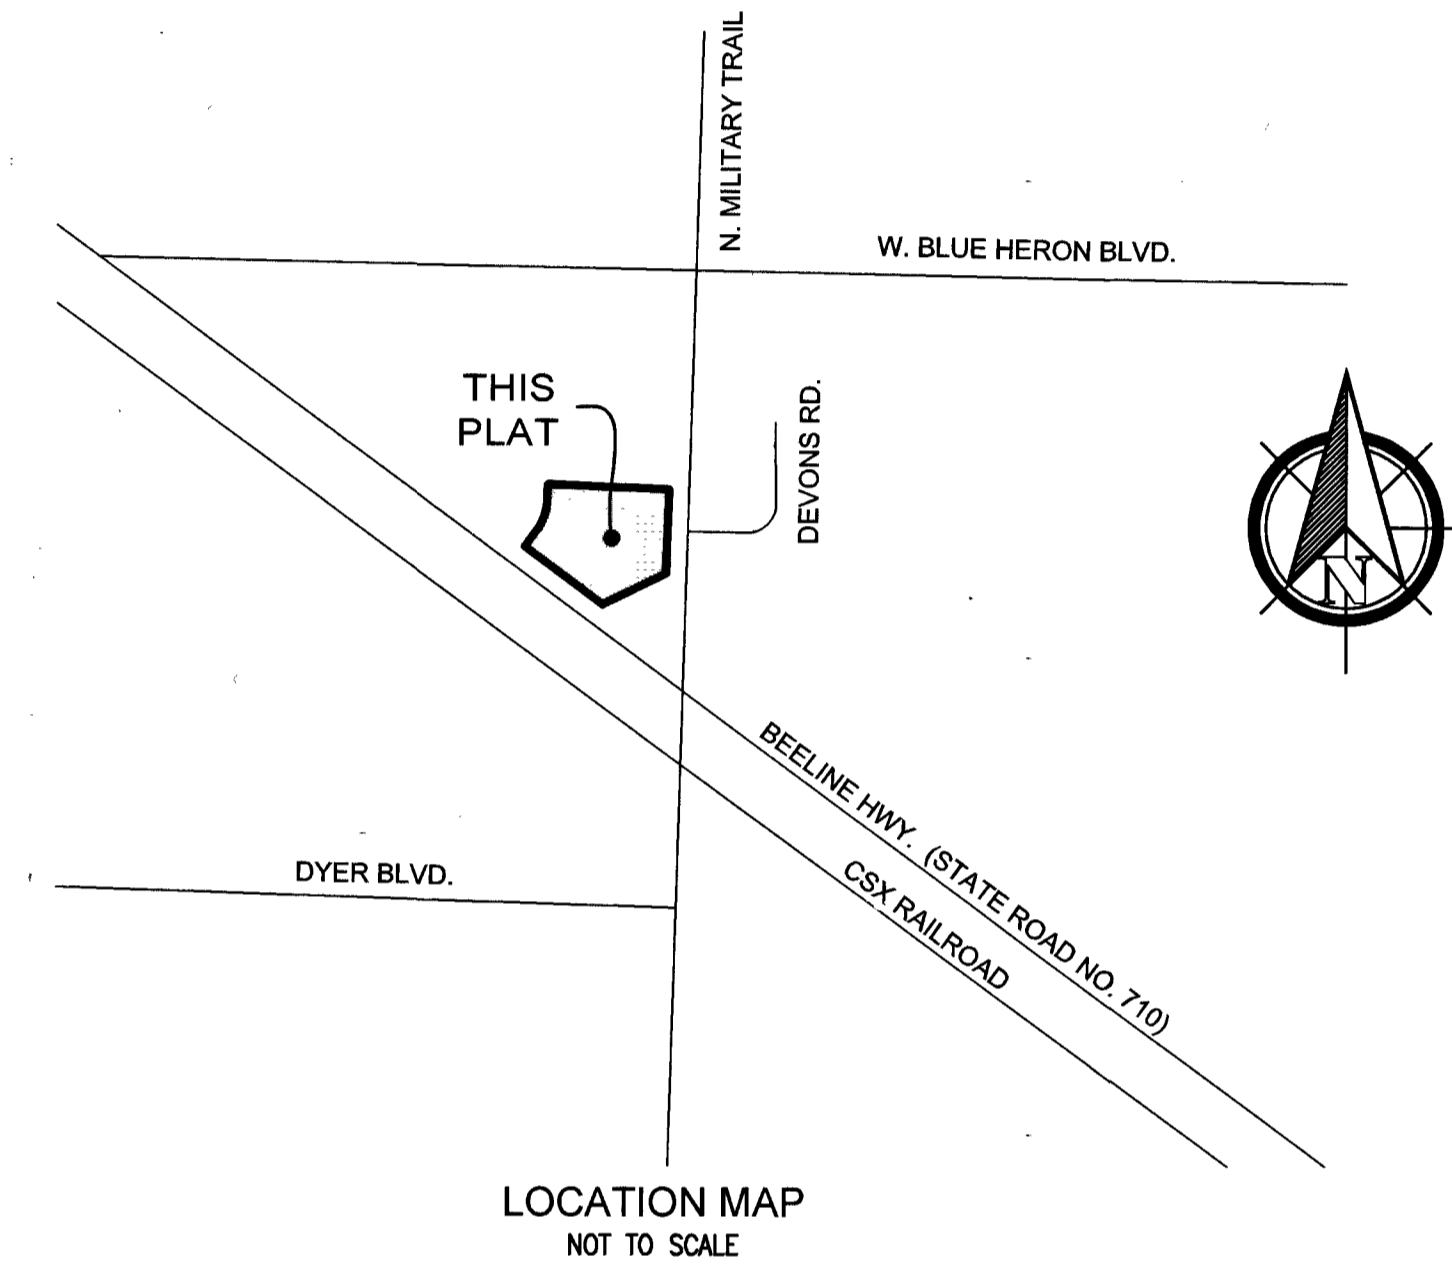 N. MILITARY TRAIL
W. BLUE HERON BLVD.
THIS
PLAT
DEVONS RD.
N
BEELINE HWY. (STATE ROAD NO. 710)
CSX RAILROAD
DYER BLVD.
LOCATION MAP
NOT TO SCALE